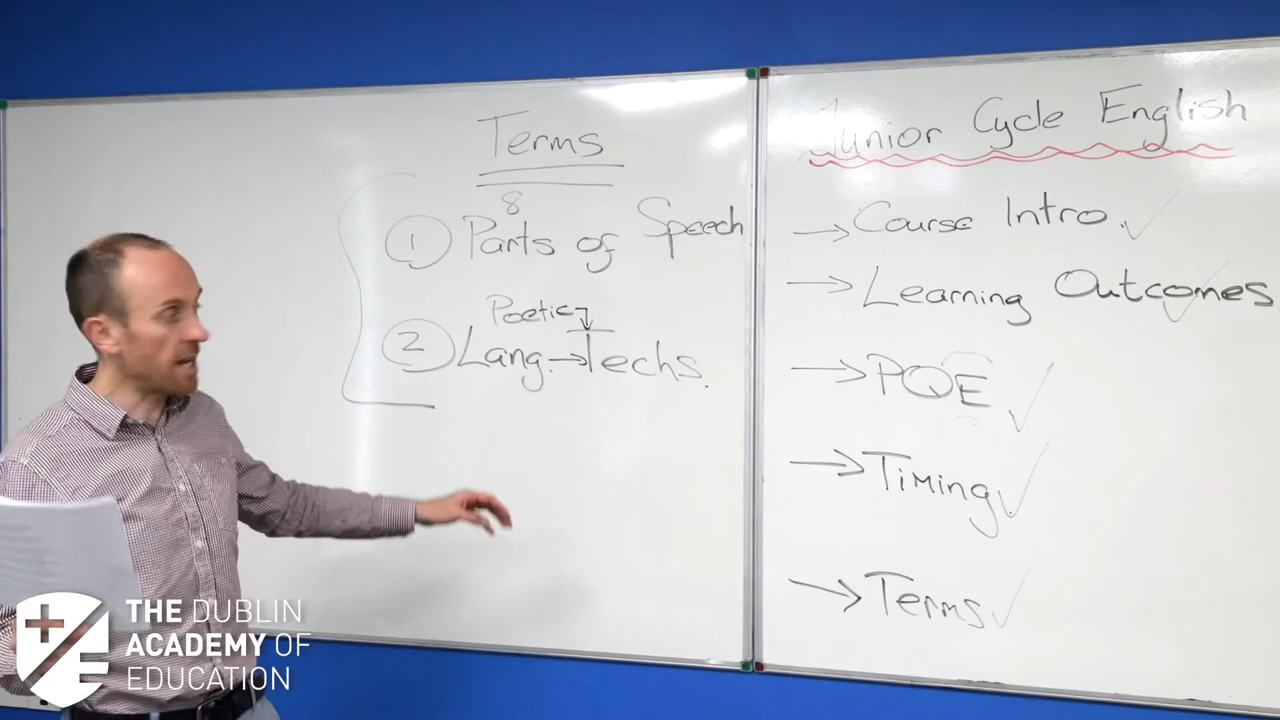 Terms
8
1 Parts of Speech
Poetic
2 Lang. → Techs.
Junior Cycle English
→ Course Intro. ✓
→ Learning Outcomes ✓
→ PQE ✓
→ Timing ✓
→ Terms ✓
THE DUBLIN
ACADEMY OF
EDUCATION